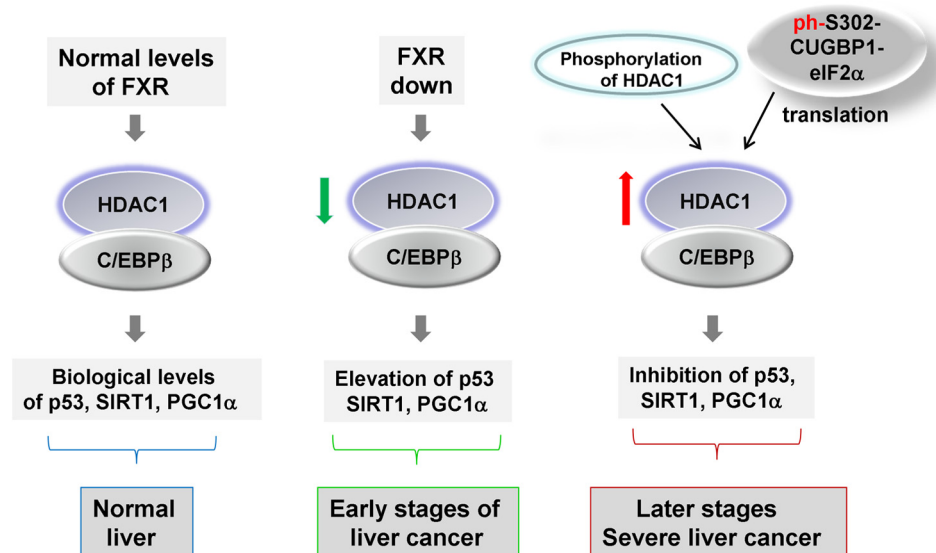 Normal levels
of FXR
HDAC1
C/EBPβ
Biological levels
of p53, SIRT1, PGC1α
Normal
liver
FXR
down
HDAC1
C/EBPβ
Elevation of p53
SIRT1, PGC1α
Early stages of
liver cancer
Phosphorylation
of HDAC1
ph-S302-
CUGBP1-
eIF2α
translation
HDAC1
C/EBPβ
Inhibition of p53,
SIRT1, PGC1α
Later stages
Severe liver cancer